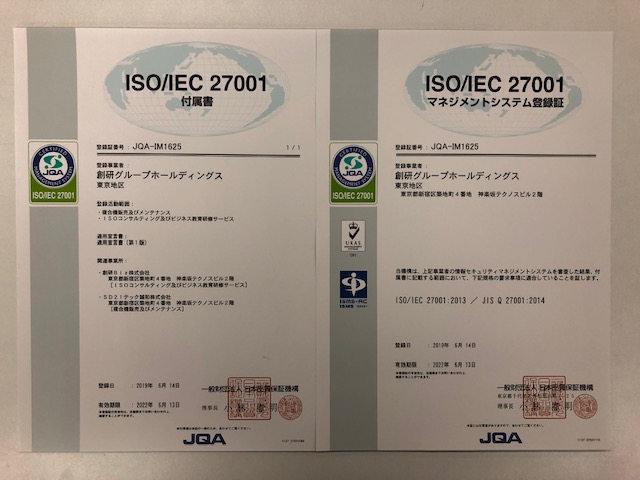 ISO/IEC 27001
付属書
登録証番号：JQA-IM1625
1 / 1
登録事業者：
創研グループホールディングス
東京地区
登録活動範囲：
・複合機販売及びメンテナンス
・ISOコンサルティング及びビジネス教育研修サービス
適用宣言書：
適用宣言書（第1版）
関連事業所：
・創研Biz株式会社
東京都新宿区築地町4番地 神楽坂テクノスビル2階
[ISOコンサルティング及びビジネス教育研修サービス]
・SD21テック誠和株式会社
東京都新宿区築地町4番地 神楽坂テクノスビル2階
[複合機販売及びメンテナンス]
登録日：2019年 6月 14日
有効期限：2022年 6月 13日
一般財団法人 日本品質保証機構
理事長
JQA
CERTIFIED
JQA
MANAGEMENT SYSTEM
ISO/IEC 27001
ISO/IEC 27001
マネジメントシステム登録証
登録証番号：JQA-IM1625
登録事業者：
創研グループホールディングス
東京地区
東京都新宿区築地町4番地 神楽坂テクノスビル2階
当機構は、上記事業者の情報セキュリティマネジメントシステムを審査した結果、付
属書に記載する範囲において、下記規格の要求事項に適合していることを証します。
ISO/IEC 27001:2013 / JIS Q 27001:2014
登録日：2019年 6月 14日
有効期限：2022年 6月 13日
一般財団法人 日本品質保証機構
理事長
JQA
CERTIFIED
JQA
MANAGEMENT SYSTEM
ISO/IEC 27001
UKAS
ISMS-AC